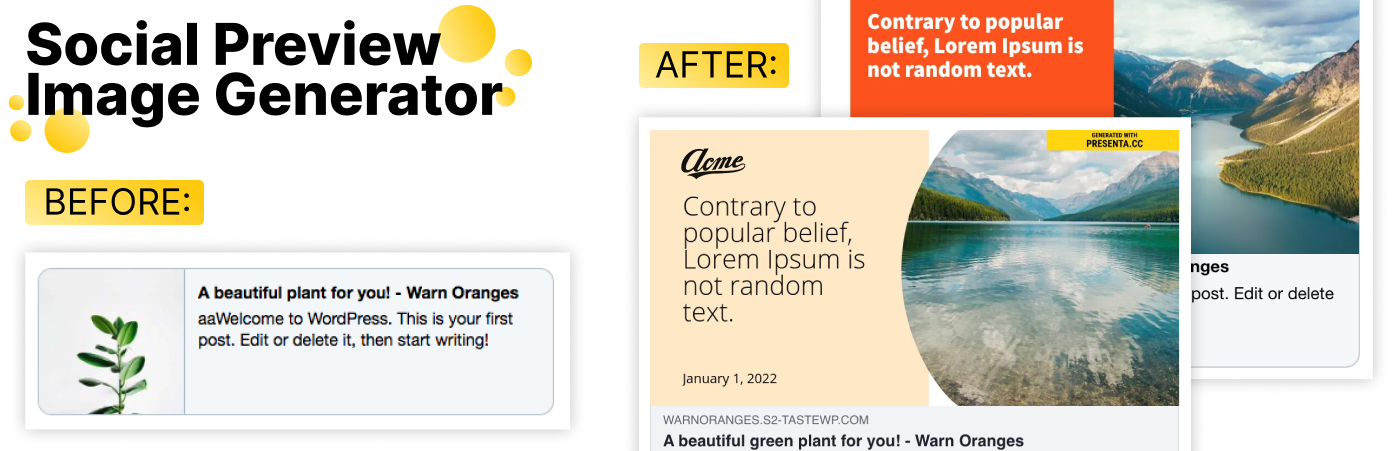 Social Preview
Image Generator
BEFORE:
A beautiful plant for you! - Warn Oranges
aaWelcome to WordPress. This is your first
post. Edit or delete it, then start writing!
AFTER:
Contrary to popular
belief, Lorem Ipsum is
not random text.
nges
post. Edit or delete
GENERATED WITH
PRESENTA.CC
Acme
Contrary to
popular belief,
Lorem Ipsum is
not random
text.
January 1, 2022
WARNORANGES.S2-TASTEWP.COM
A beautiful green plant for you! - Warn Oranges